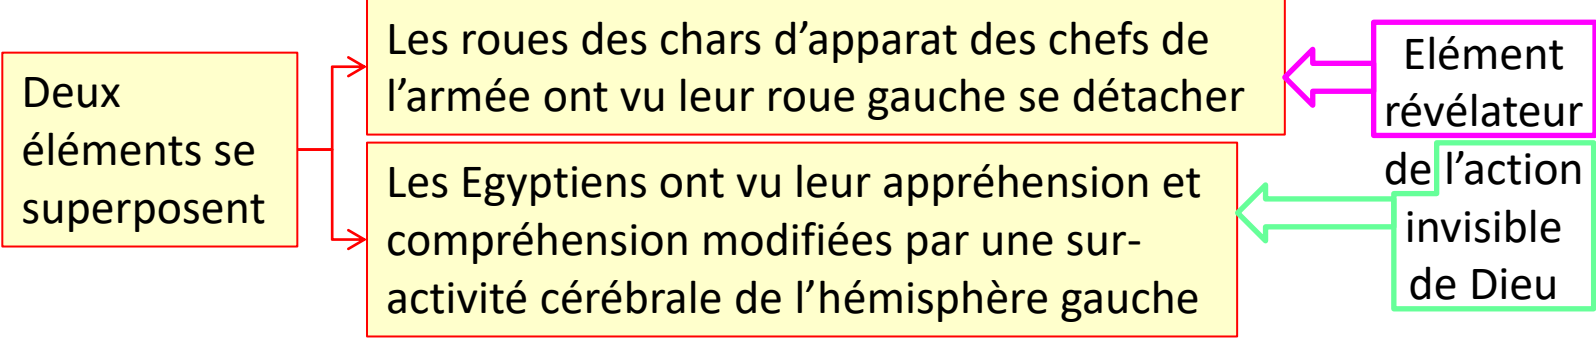 Deux
éléments se
superposent
Les roues des chars d’apparat des chefs de
l’armée ont vu leur roue gauche se détacher
Les Egyptiens ont vu leur appréhension et
compréhension modifiées par une sur-
activité cérébrale de l’hémisphère gauche
Elément
révélateur
de l’action
invisible
de Dieu